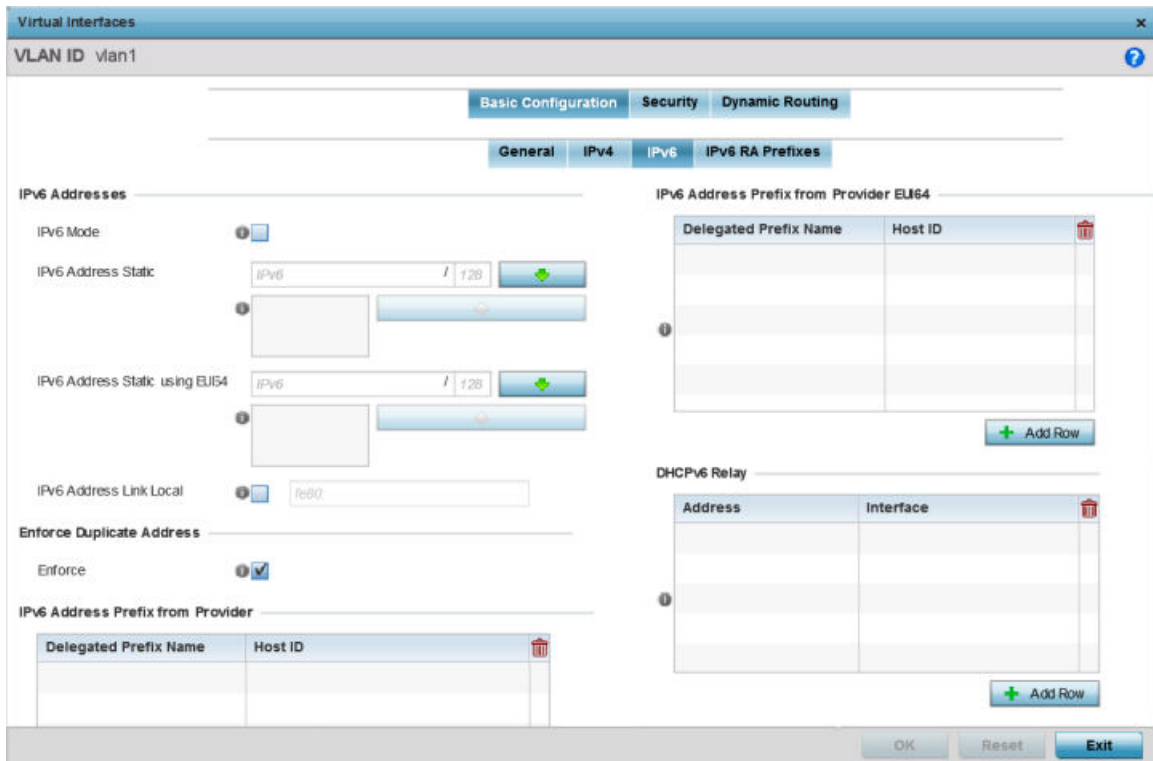 Virtual Interfaces
VLAN ID vlan1
Basic Configuration Security Dynamic Routing
General IPv4 IPv6 IPv6 RA Prefixes
IPv6 Addresses
IPv6 Mode
IPv6 Address Static
IPv6 / 128
IPv6 Address Static using EUI64
IPv6 / 128
IPv6 Address Link Local
fe80:
Enforce Duplicate Address
Enforce
IPv6 Address Prefix from Provider
Delegated Prefix Name Host ID
IPv6 Address Prefix from Provider EUI64
Delegated Prefix Name Host ID
Add Row
DHCPv6 Relay
Address Interface
Add Row
OK Reset Exit